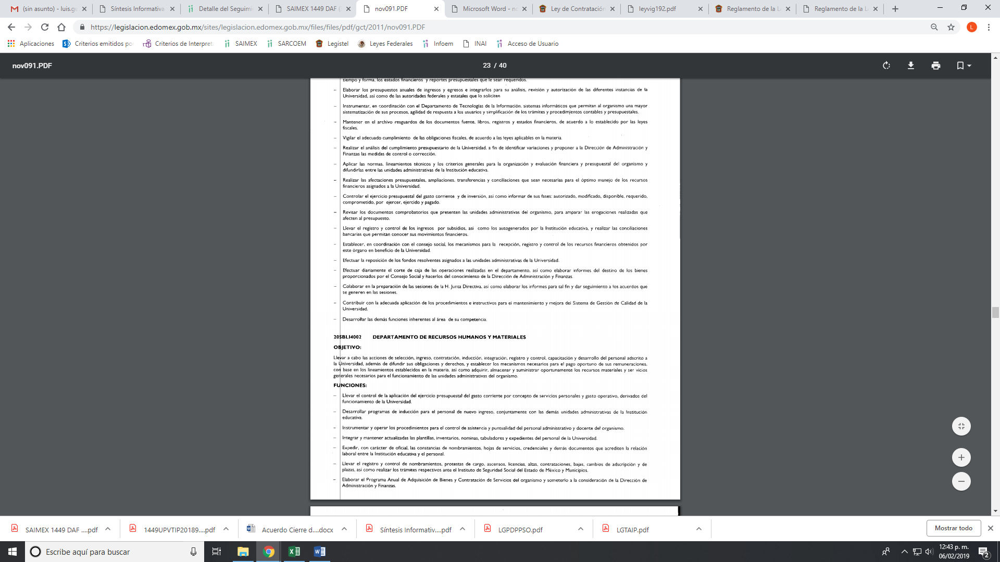 (sin asunto) - luis.g
Síntesis Informativa
Detalle del Seguimi
SAIMEX 1449 DAF (
nov091.PDF
Microsoft Word - n
Ley de Contratación
leyvig192.pdf
Reglamento de la L
Reglamento de la L
https://legislacion.edomex.gob.mx/sites/legislacion.edomex.gob.mx/files/files/pdf/gct/2011/nov091.PDF
L
Aplicaciones
Criterios emitidos po
Criterios de Interpret
SAIMEX
SARCOEM
Legistel
Leyes Federales
Infoem
INAI
Acceso de Usuario
nov091.PDF
23 / 40
tiempo y forma, los estados financieros y reportes presupuestales que le sean requeridos.
– Elaborar los presupuestos anuales de ingresos y egresos e integrarlos para su análisis, revisión y autorización de las diferentes instancias de la
Universidad, así como de las autoridades federales y estatales que lo soliciten
– Instrumentar, en coordinación con el Departamento de Tecnologías de la Información, sistemas informáticos que permitan al organismo una mayor
sistematización de sus procesos, agilidad de respuesta a los usuarios y simplificación de los trámites y procedimientos contables y presupuestales.
– Mantener en el archivo resguardos de los documentos fuente, libros, registros y estados financieros, de acuerdo a lo establecido por las leyes
fiscales.
– Vigilar el adecuado cumplimiento de las obligaciones fiscales, de acuerdo a las leyes aplicables en la materia.
– Realizar el análisis del cumplimiento presupuestario de la Universidad, a fin de identificar variaciones y proponer a la Dirección de Administración y
Finanzas las medidas de control o corrección.
– Aplicar las normas, lineamientos técnicos y los criterios generales para la organización y evaluación financiera y presupuestal del organismo y
difundirlas entre las unidades administrativas de la Institución educativa.
– Realizar las afectaciones presupuestales, ampliaciones, transferencias y conciliaciones que sean necesarias para el óptimo manejo de los recursos
financieros asignados a la Universidad.
– Controlar el ejercicio presupuestal del gasto corriente y de inversión, así como informar de sus fases: autorizado, modificado, disponible, requerido,
comprometido, por ejercer, ejercido y pagado.
– Revisar los documentos comprobatorios que presenten las unidades administrativas del organismo, para amparar las erogaciones realizadas que
afecten al presupuesto.
– Llevar el registro y control de los ingresos por subsidios, así como los autogenerados por la Institución educativa, y realizar las conciliaciones
bancarias que permitan conocer sus movimientos financieros.
– Establecer, en coordinación con el consejo social, los mecanismos para la recepción, registro y control de los recursos financieros obtenidos por
este órgano en beneficio de la Universidad.
– Efectuar la reposición de los fondos resolventes asignados a las unidades administrativas de la Universidad.
– Efectuar diariamente el corte de caja de las operaciones realizadas en el departamento, así como elaborar informes del destino de los bienes
proporcionados por el Consejo Social y hacerlos del conocimiento de la Dirección de Administración y Finanzas.
– Colaborar en la preparación de las sesiones de la H. Junta Directiva, así como elaborar los informes para tal fin y dar seguimiento a los acuerdos que
se generen en las sesiones.
– Contribuir con la adecuada aplicación de los procedimientos e instructivos para el mantenimiento y mejora del Sistema de Gestión de Calidad de la
Universidad.
– Desarrollar las demás funciones inherentes al área de su competencia.
205BL14002 DEPARTAMENTO DE RECURSOS HUMANOS Y MATERIALES
OBJETIVO:
Llevar a cabo las acciones de selección, ingreso, contratación, inducción, integración, registro y control, capacitación y desarrollo del personal adscrito a
la Universidad, además de difundir sus obligaciones y derechos, y establecer los mecanismos necesarios para el pago oportuno de sus remuneraciones,
con base en los lineamientos establecidos en la materia, así como adquirir, almacenar y suministrar oportunamente los recursos materiales y ser vicios
generales necesarios para el funcionamiento de las unidades administrativas del organismo.
FUNCIONES:
– Llevar el control de la aplicación del ejercicio presupuestal del gasto corriente por concepto de servicios personales y gasto operativo, derivados del
funcionamiento de la Universidad.
– Desarrollar programas de inducción para el personal de nuevo ingreso, conjuntamente con las demás unidades administrativas de la Institución
educativa.
– Instrumentar y operar los procedimientos para el control de asistencia y puntualidad del personal administrativo y docente del organismo.
– Integrar y mantener actualizadas las plantillas, inventarios, nominas, tabuladores y expedientes del personal de la Universidad.
– Expedir, con carácter de oficial, las constancias de nombramientos, hojas de servicios, credenciales y demás documentos que acrediten la relación
laboral entre la Institución educativa y el personal.
– Llevar el registro y control de nombramientos, protestas de cargo, ascensos, licencias, altas, contrataciones, bajas, cambios de adscripción y de
plazas, así como realizar los trámites respectivos ante el Instituto de Seguridad Social del Estado de México y Municipios.
– Elaborar el Programa Anual de Adquisición de Bienes y Contratación de Servicios del organismo y someterlo a la consideración de la Dirección de
Administración y Finanzas.
SAIMEX 1449 DAF ....pdf
1449UPVTIP20189....pdf
Acuerdo Cierre d....docx
Síntesis Informativ....pdf
LGPDPPSO.pdf
LGTAIP.pdf
Mostrar todo
Escribe aquí para buscar
12:43 p. m.
06/02/2019
2